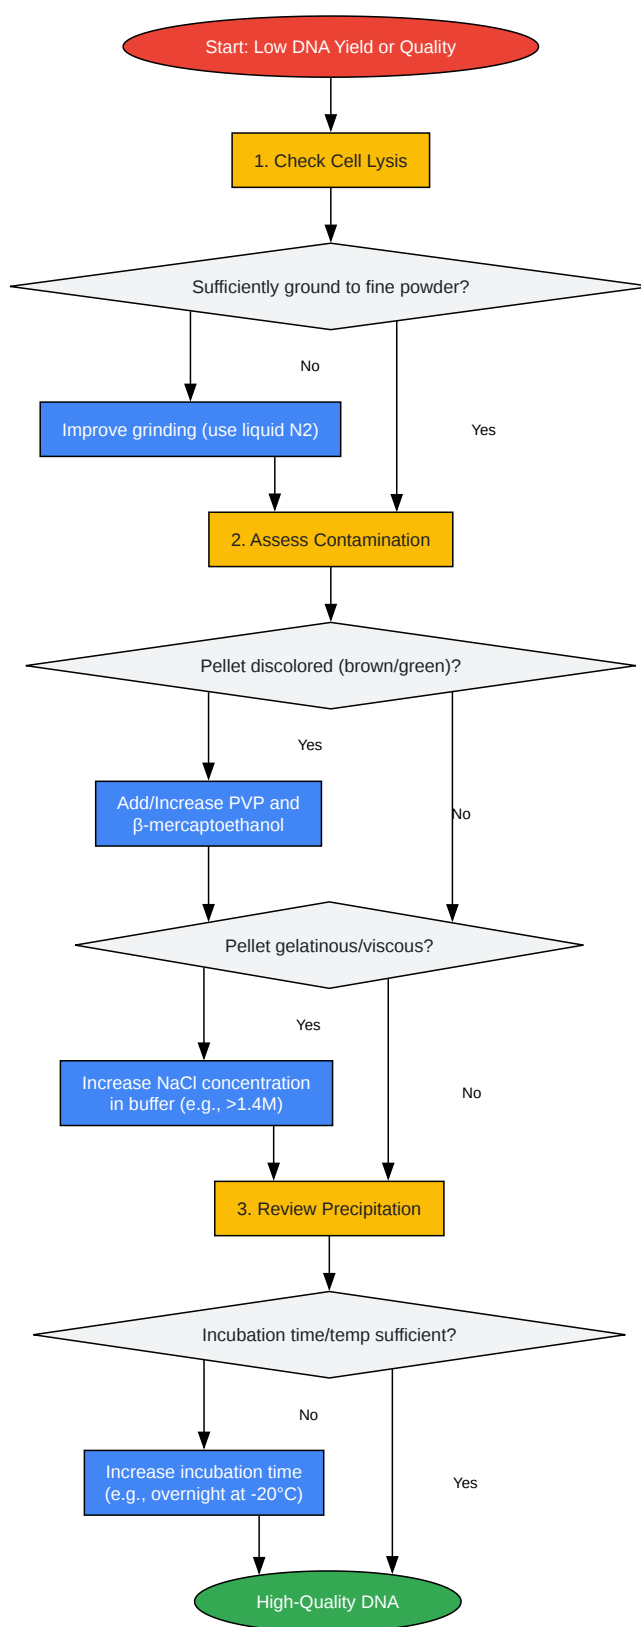 Start: Low DNA Yield or Quality
1. Check Cell Lysis
Sufficiently ground to fine powder?
No
Improve grinding (use liquid N2)
Yes
2. Assess Contamination
Pellet discolored (brown/green)?
Yes
Add/Increase PVP and
β-mercaptoethanol
No
Pellet gelatinous/viscous?
Yes
Increase NaCl concentration
in buffer (e.g., >1.4M)
No
3. Review Precipitation
Incubation time/temp sufficient?
No
Increase incubation time
(e.g., overnight at -20°C)
Yes
High-Quality DNA